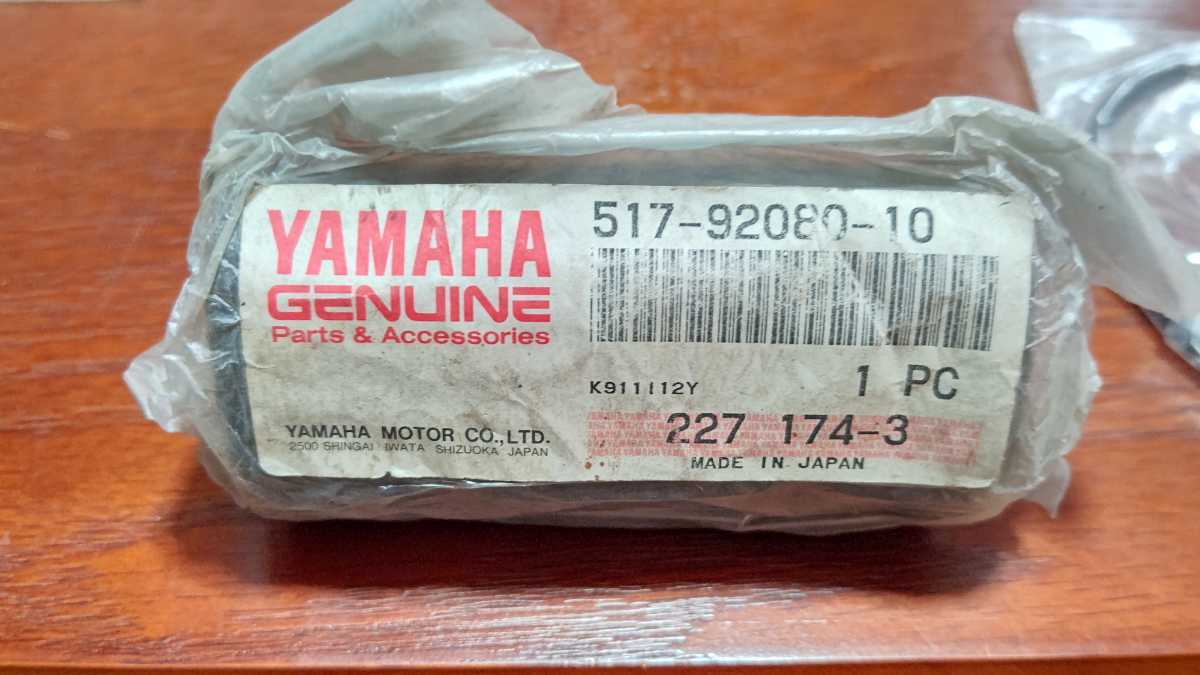 YAMAHA
GENUINE
Parts & Accessories
YAMAHA MOTOR CO.,LTD.
2500 SHINGAI IWATA SHIZUOKA JAPAN
517-92080-10
K911112Y
1 PC
227 174-3
MADE IN JAPAN